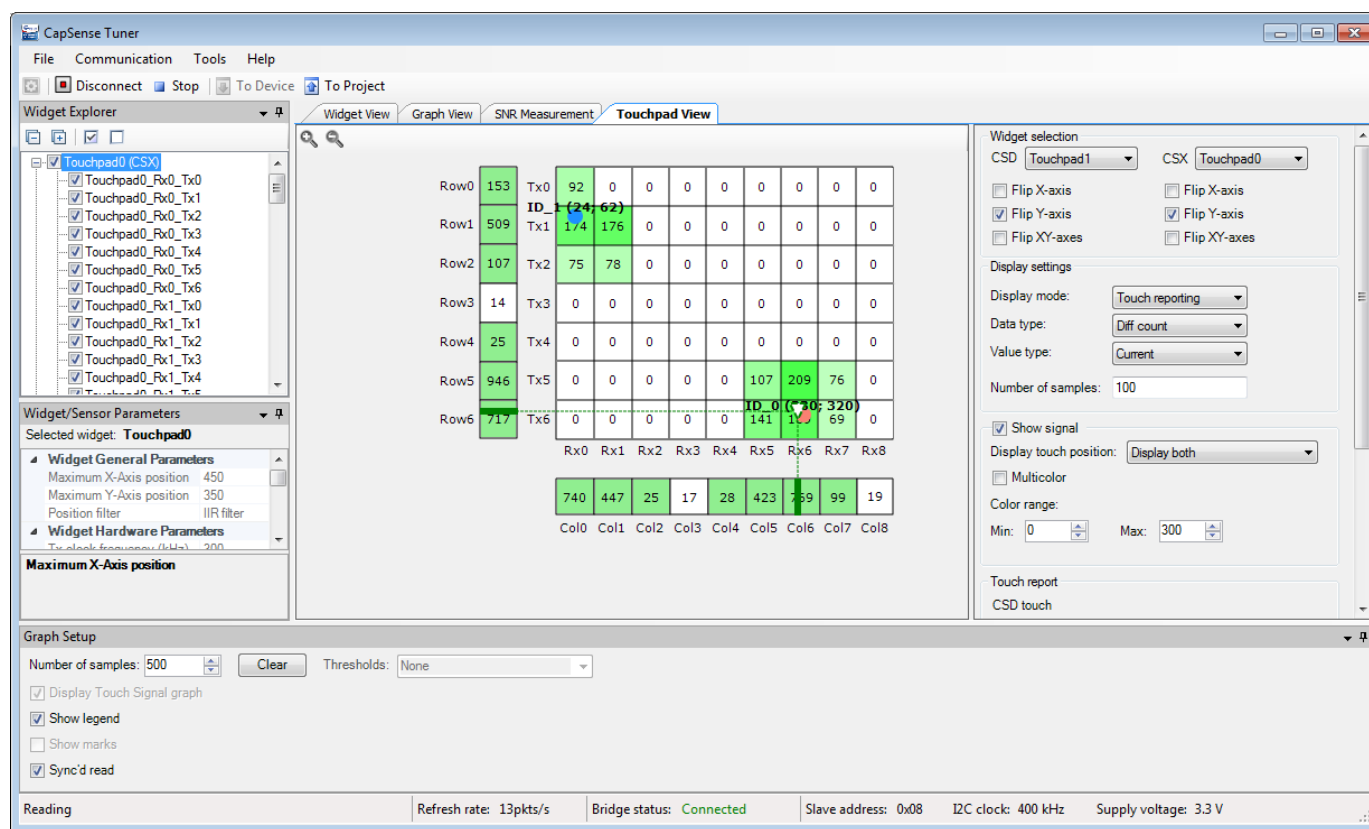 CapSense Tuner
File Communication Tools Help
Disconnect Stop To Device To Project
Widget Explorer
Touchpad0 (CSX)
Touchpad0_Rx0_Tx0
Touchpad0_Rx0_Tx1
Touchpad0_Rx0_Tx2
Touchpad0_Rx0_Tx3
Touchpad0_Rx0_Tx4
Touchpad0_Rx0_Tx5
Touchpad0_Rx0_Tx6
Touchpad0_Rx1_Tx0
Touchpad0_Rx1_Tx1
Touchpad0_Rx1_Tx2
Touchpad0_Rx1_Tx3
Touchpad0_Rx1_Tx4
Touchpad0_Rx1_Tx5
Widget/Sensor Parameters
Selected widget: Touchpad0
Widget General Parameters
Maximum X-Axis position 450
Maximum Y-Axis position 350
Position filter IIR filter
Widget Hardware Parameters
Tx clock frequency (kHz) 300
Maximum X-Axis position
Widget View Graph View SNR Measurement Touchpad View
Row0 153 Tx0 92 0 0 0 0 0 0 0 0
ID_1 (24; 62)
Row1 509 Tx1 174 176 0 0 0 0 0 0 0
Row2 107 Tx2 75 78 0 0 0 0 0 0 0
Row3 14 Tx3 0 0 0 0 0 0 0 0 0
Row4 25 Tx4 0 0 0 0 0 0 0 0 0
Row5 946 Tx5 0 0 0 0 0 107 209 76 0
ID_0 320)
Row6 717 Tx6 0 0 0 0 0 141 69 0
Rx0 Rx1 Rx2 Rx3 Rx4 Rx5 Rx6 Rx7 Rx8
740 447 25 17 28 423 99 19
Col0 Col1 Col2 Col3 Col4 Col5 Col6 Col7 Col8
Widget selection
CSD Touchpad1 CSX Touchpad0
Flip X-axis Flip X-axis
Flip Y-axis Flip Y-axis
Flip XY-axes Flip XY-axes
Display settings
Display mode: Touch reporting
Data type: Diff count
Value type: Current
Number of samples: 100
Show signal
Display touch position: Display both
Multicolor
Color range:
Min: 0 Max: 300
Touch report
CSD touch
Graph Setup
Number of samples: 500 Clear Thresholds: None
Display Touch Signal graph
Show legend
Show marks
Sync'd read
Reading Refresh rate: 13pkts/s Bridge status: Connected Slave address: 0x08 I2C clock: 400 kHz Supply voltage: 3.3 V